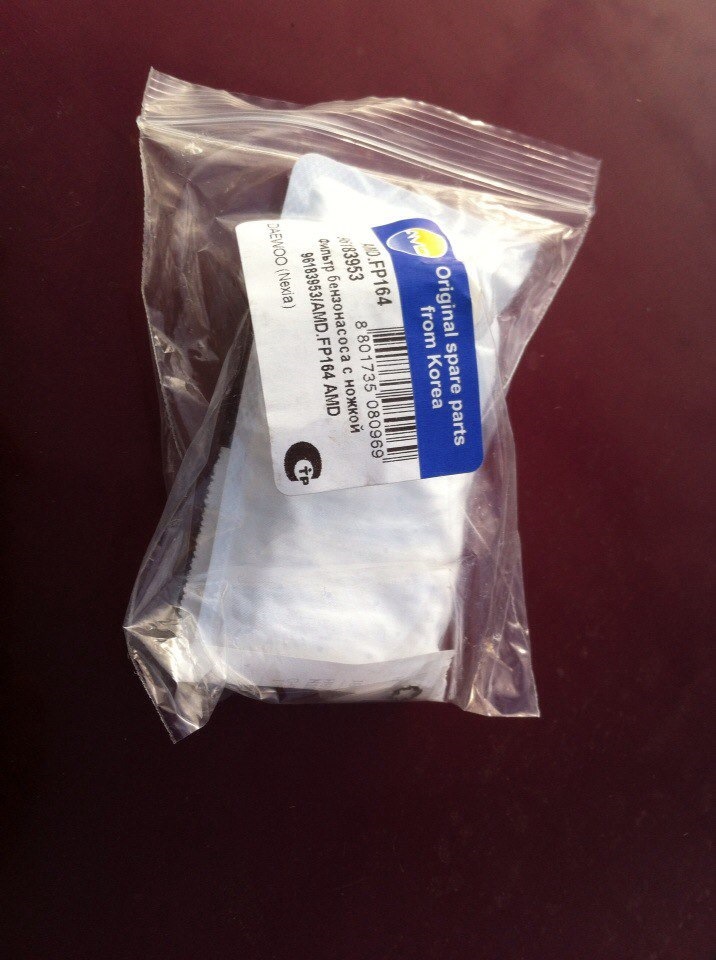 AMD
Original spare parts
from Korea
AMD.FP164
96183953
8 801735 080969
Фильтр бензонасоса с ножкой
96183953/AMD.FP164 AMD
DAEWOO (Nexia)